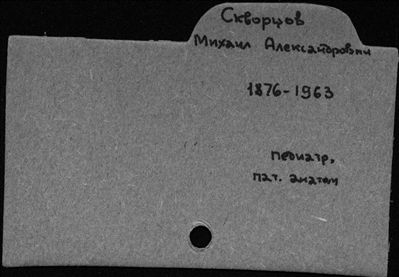 Скворцов
Михаил Александрович
1876-1963
педиатр,
пат. анатом